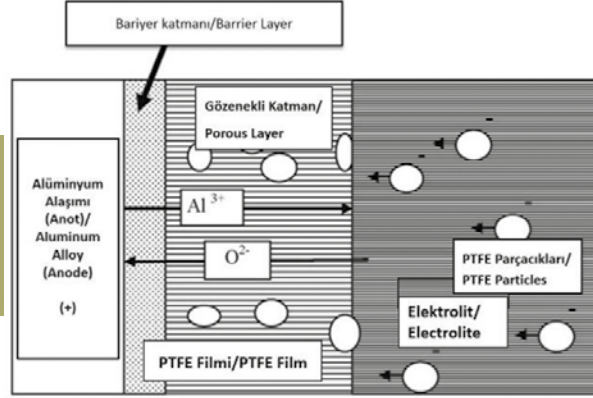 Bariyer katmanı/Barrier Layer
Gözenekli Katman/
Porous Layer
Alüminyum
Alaşımı
(Anot)/
Aluminum
Alloy
(Anode)
(+)
Al 3+
O2-
PTFE Parçacıkları/
PTFE Particles
Elektrolit/
Electrolite
PTFE Filmi/PTFE Film